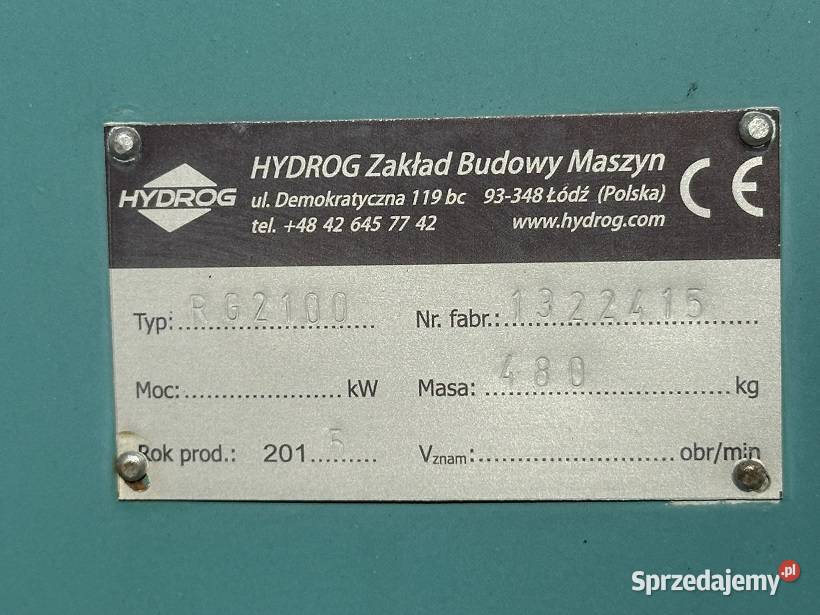 HYDROG
HYDROG Zakład Budowy Maszyn
ul. Demokratyczna 119 bc 93-348 Łódź (Polska)
tel. +48 42 645 77 42 www.hydrog.com
CE
Typ: RG2100 Nr. fabr.: 1322415
Moc: kW Masa: 480 kg
Rok prod.: 2015 Vznam: obr/min
Sprzedajemy.pl